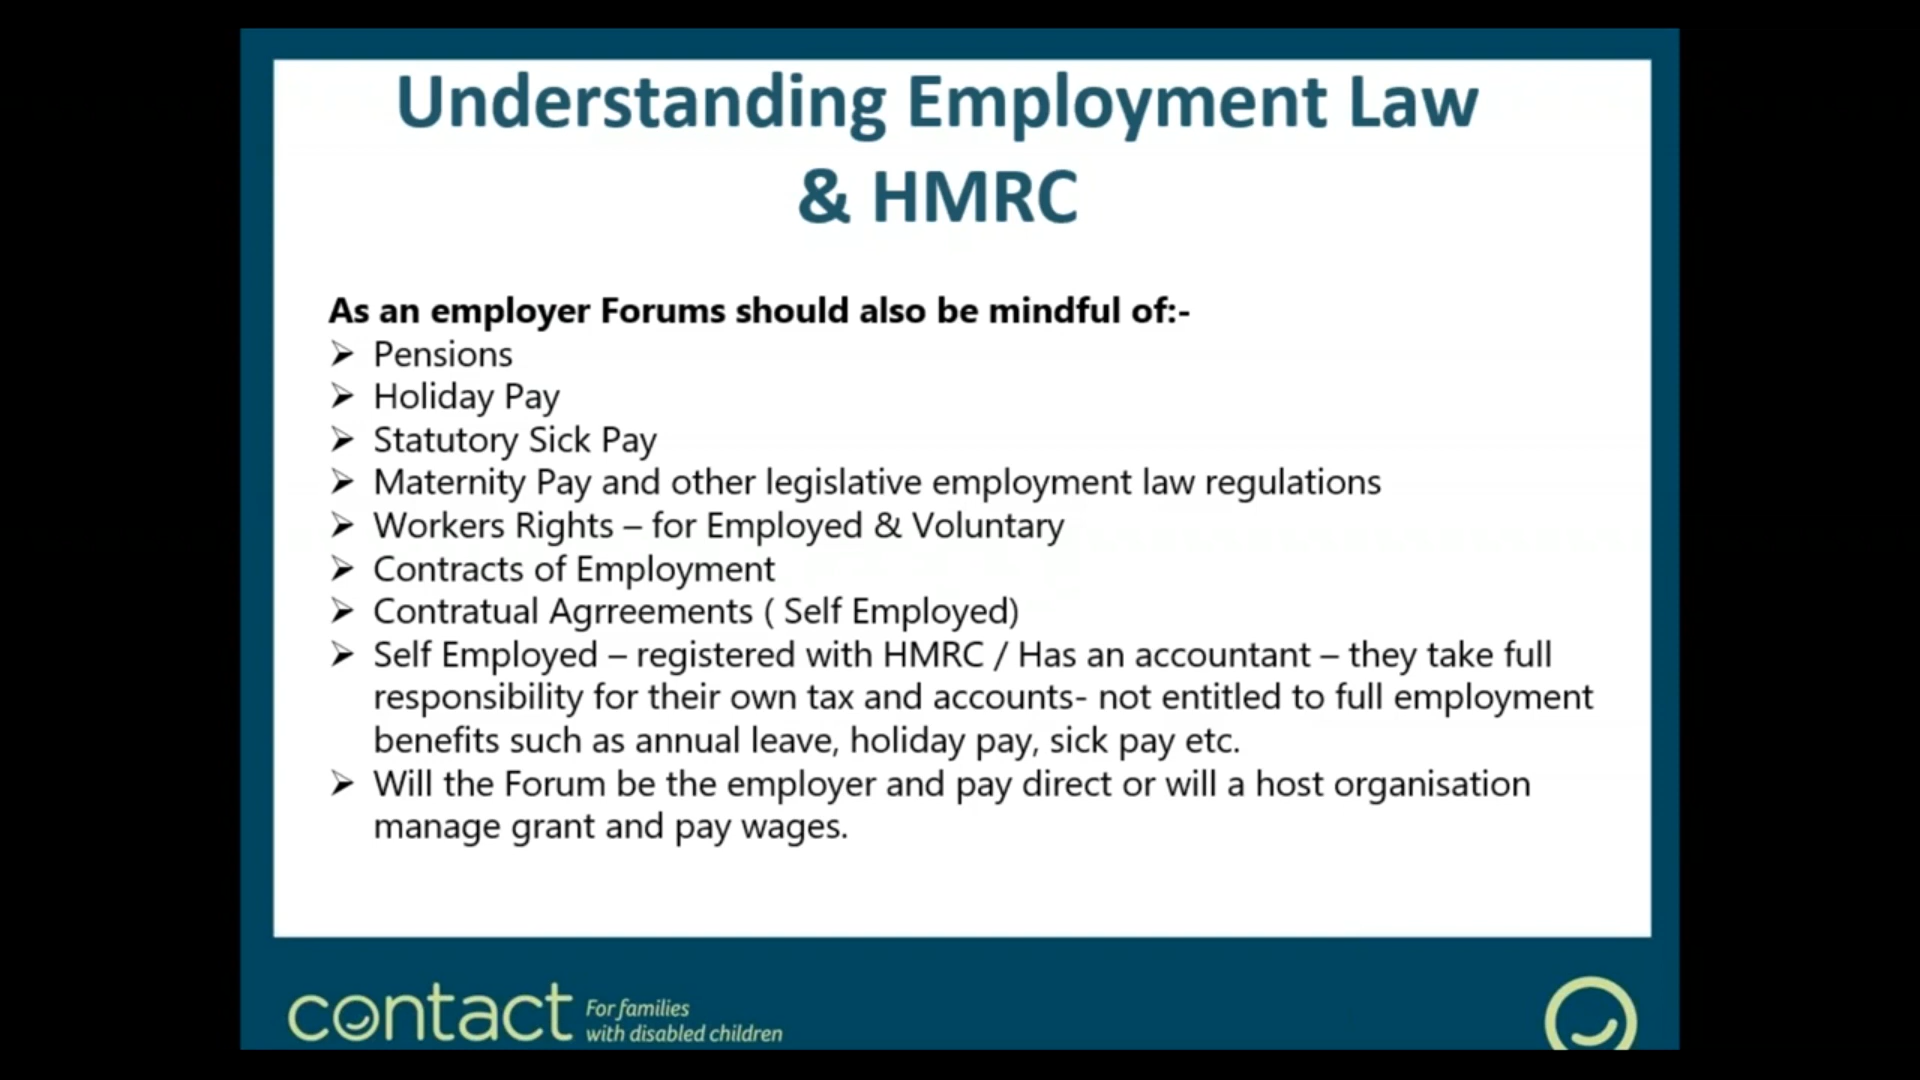 Understanding Employment Law
& HMRC
As an employer Forums should also be mindful of:-
➢ Pensions
➢ Holiday Pay
➢ Statutory Sick Pay
➢ Maternity Pay and other legislative employment law regulations
➢ Workers Rights – for Employed & Voluntary
➢ Contracts of Employment
➢ Contratual Agrreements ( Self Employed)
➢ Self Employed – registered with HMRC / Has an accountant – they take full
responsibility for their own tax and accounts- not entitled to full employment
benefits such as annual leave, holiday pay, sick pay etc.
➢ Will the Forum be the employer and pay direct or will a host organisation
manage grant and pay wages.
contact
For families
with disabled children